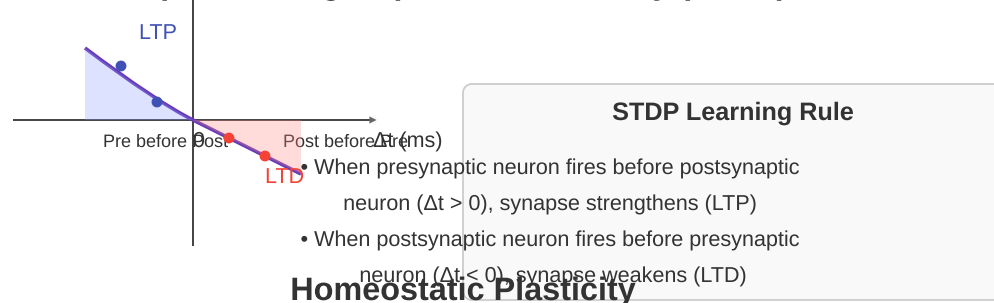 LTP
STDP Learning Rule
Pre before Post
0
Post before Pre
Δt (ms)
• When presynaptic neuron fires before postsynaptic
LTD
neuron (Δt > 0), synapse strengthens (LTP)
• When postsynaptic neuron fires before presynaptic
neuron (Δt < 0), synapse weakens (LTD)
Homeostatic Plasticity